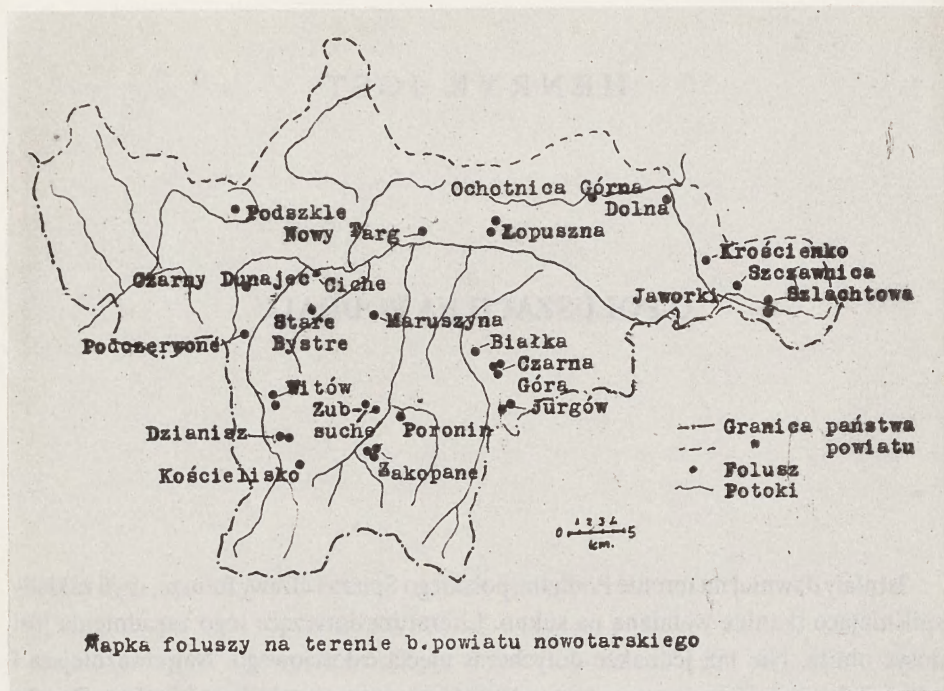 Ochotnica Górna
Dolna
Podszkle
Nowy Targ
Łopuszna
Krościenko
Szczawnica
Czarny Dunajec
Ciche
Jaworki
Szlachtowa
Stare
Bystre
Maruszyna
Podczerwone
Białka
Czarna
Góra
Witów
Zub-
suche
Jurgów
Dzianisz
Poronin
Kościelisko
Zakopane
Granica państwa
powiatu
Folusz
Potoki
0 1 2 3 4 5
km.
Mapka foluszy na terenie b.powiatu nowotarskiego